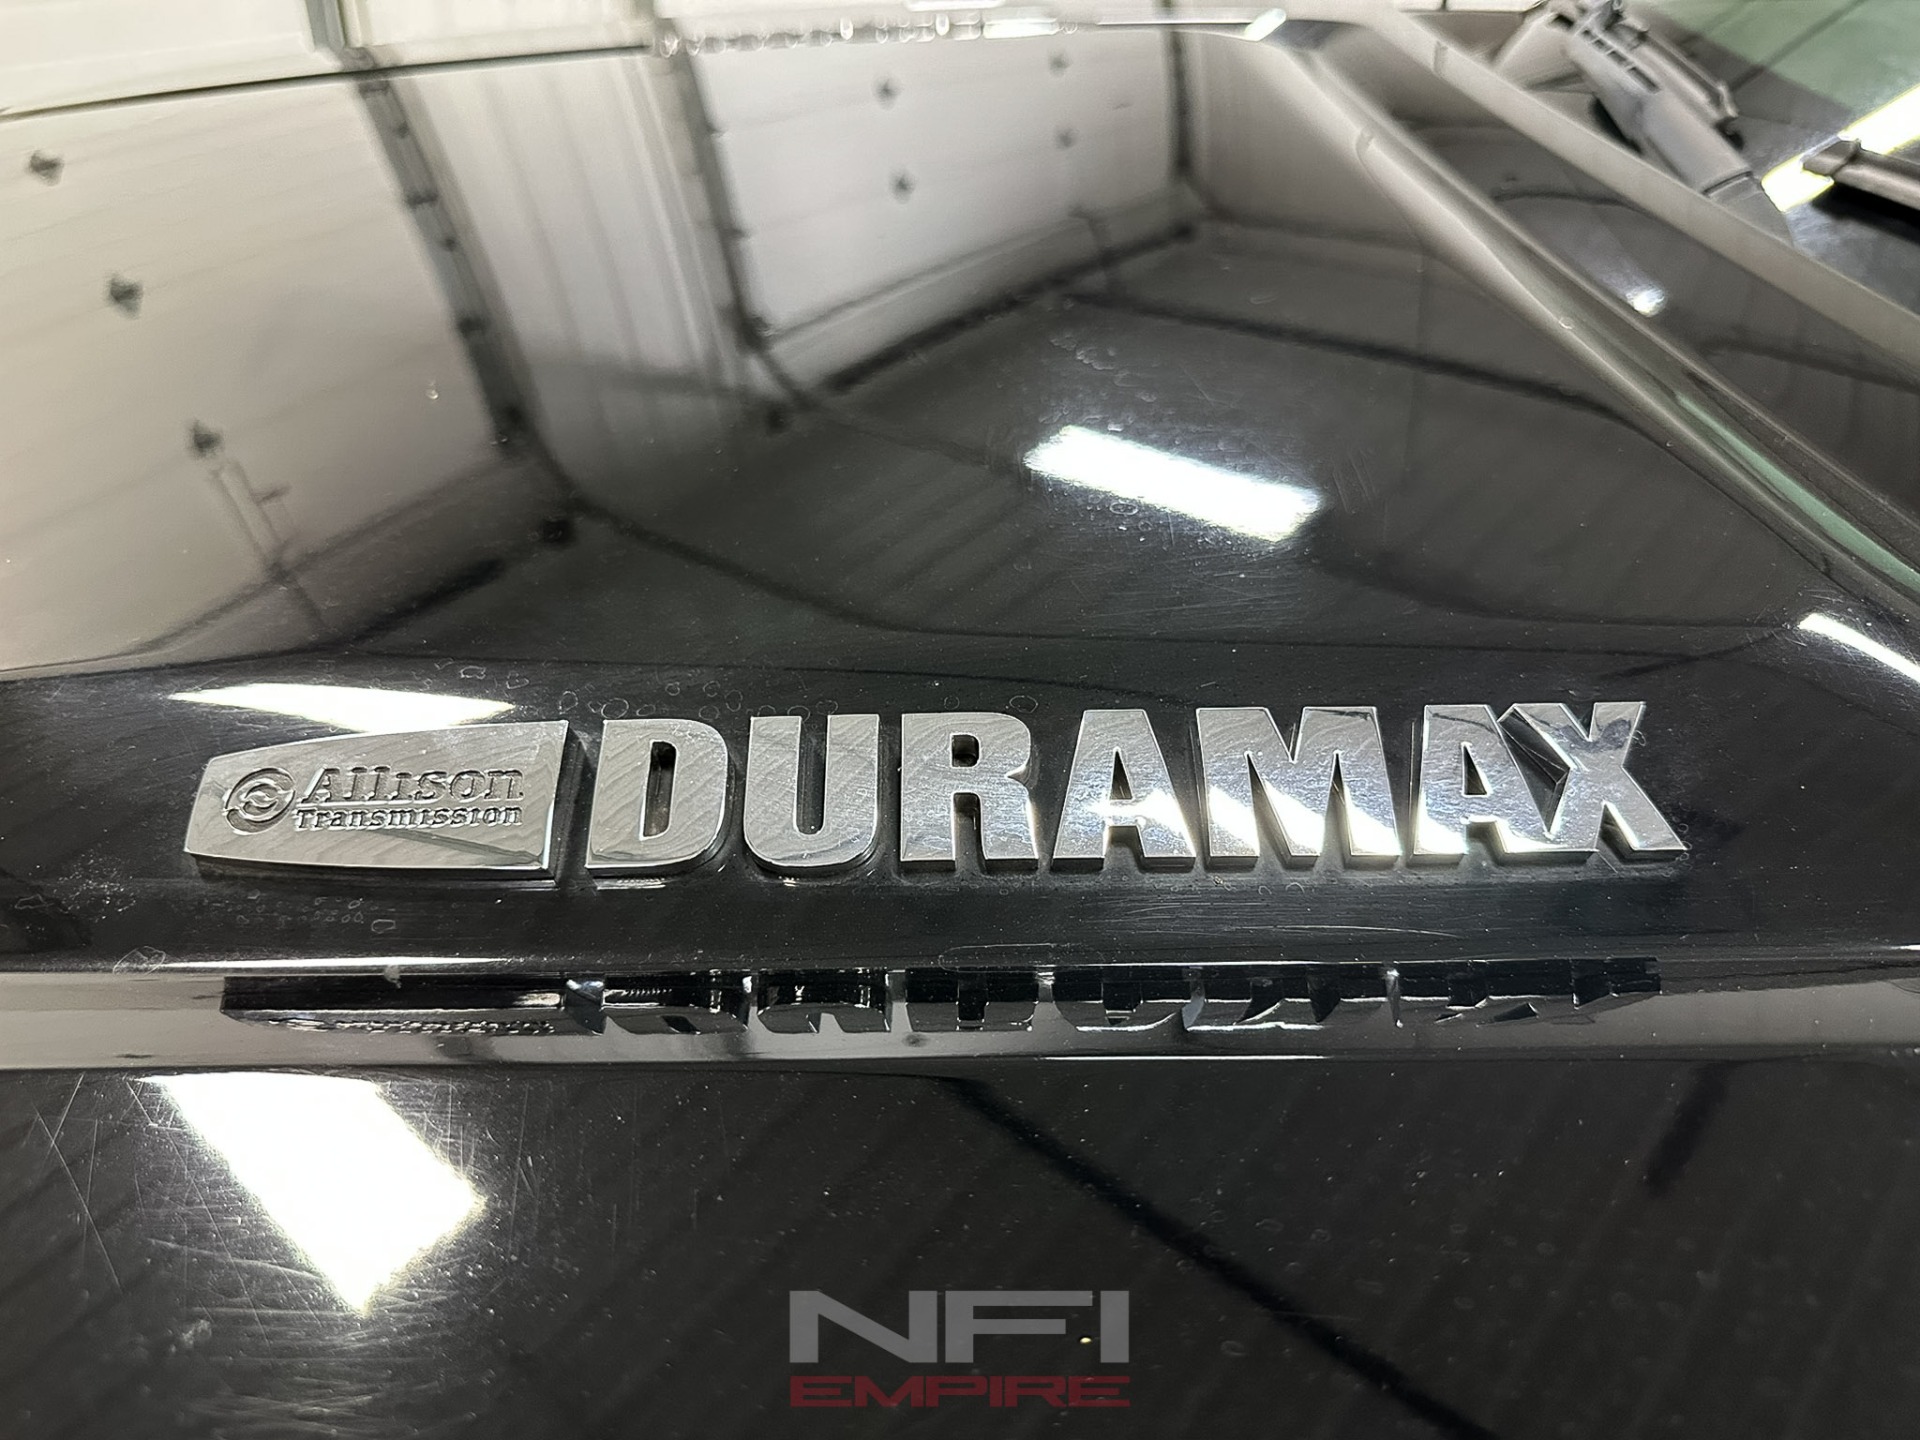 Allison
Transmission
DURAMAX
NFI
EMPIRE